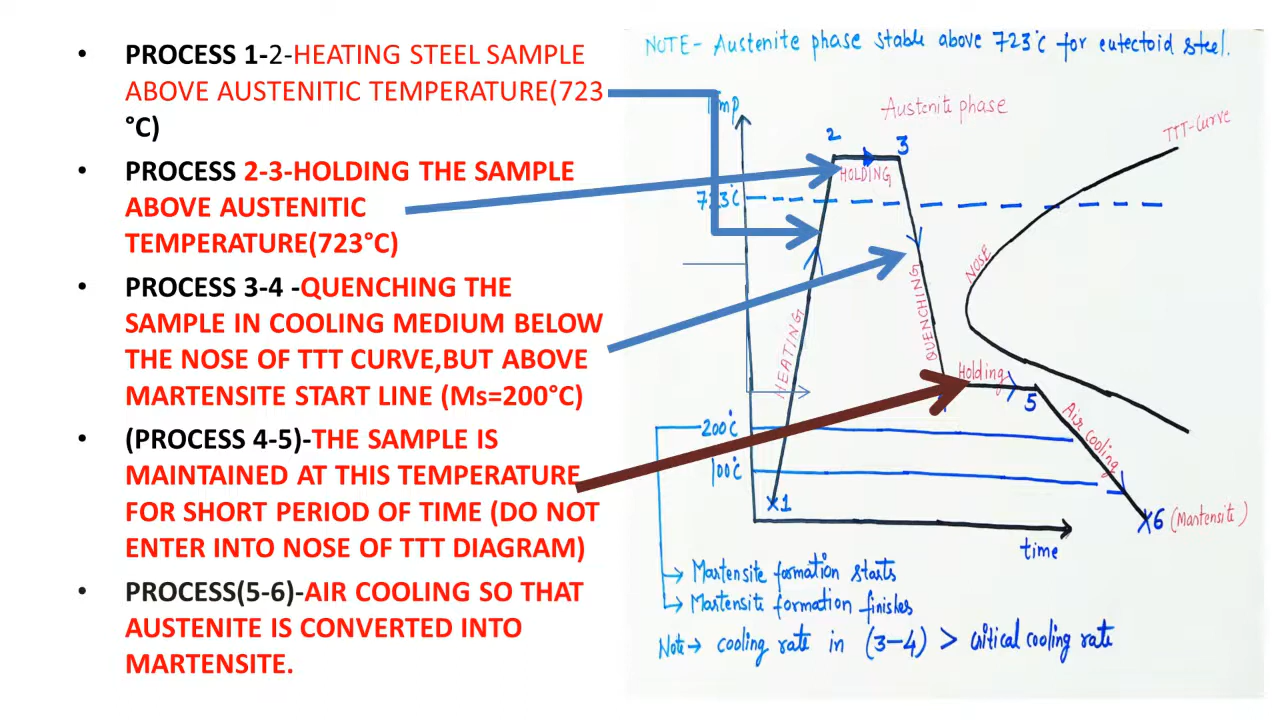 • PROCESS 1-2-HEATING STEEL SAMPLE
ABOVE AUSTENITIC TEMPERATURE(723
°C)
• PROCESS 2-3-HOLDING THE SAMPLE
ABOVE AUSTENITIC
TEMPERATURE(723°C)
• PROCESS 3-4 -QUENCHING THE
SAMPLE IN COOLING MEDIUM BELOW
THE NOSE OF TTT CURVE,BUT ABOVE
MARTENSITE START LINE (Ms=200°C)
• (PROCESS 4-5)-THE SAMPLE IS
MAINTAINED AT THIS TEMPERATURE
FOR SHORT PERIOD OF TIME (DO NOT
ENTER INTO NOSE OF TTT DIAGRAM)
• PROCESS(5-6)-AIR COOLING SO THAT
AUSTENITE IS CONVERTED INTO
MARTENSITE.
NOTE- Austenite phase stable above 723°C for eutectoid steel.
Austenite phase
TTT-Curve
2
3
HOLDING
723°C
NOSE
HEATING
QUENCHING
Holding
5
Air cooling
200°C
100°C
X1
X6 (Mantensite)
time
Martensite formation starts
Martensite formation finishes
Note→ cooling rate in (3-4) > critical cooling rate